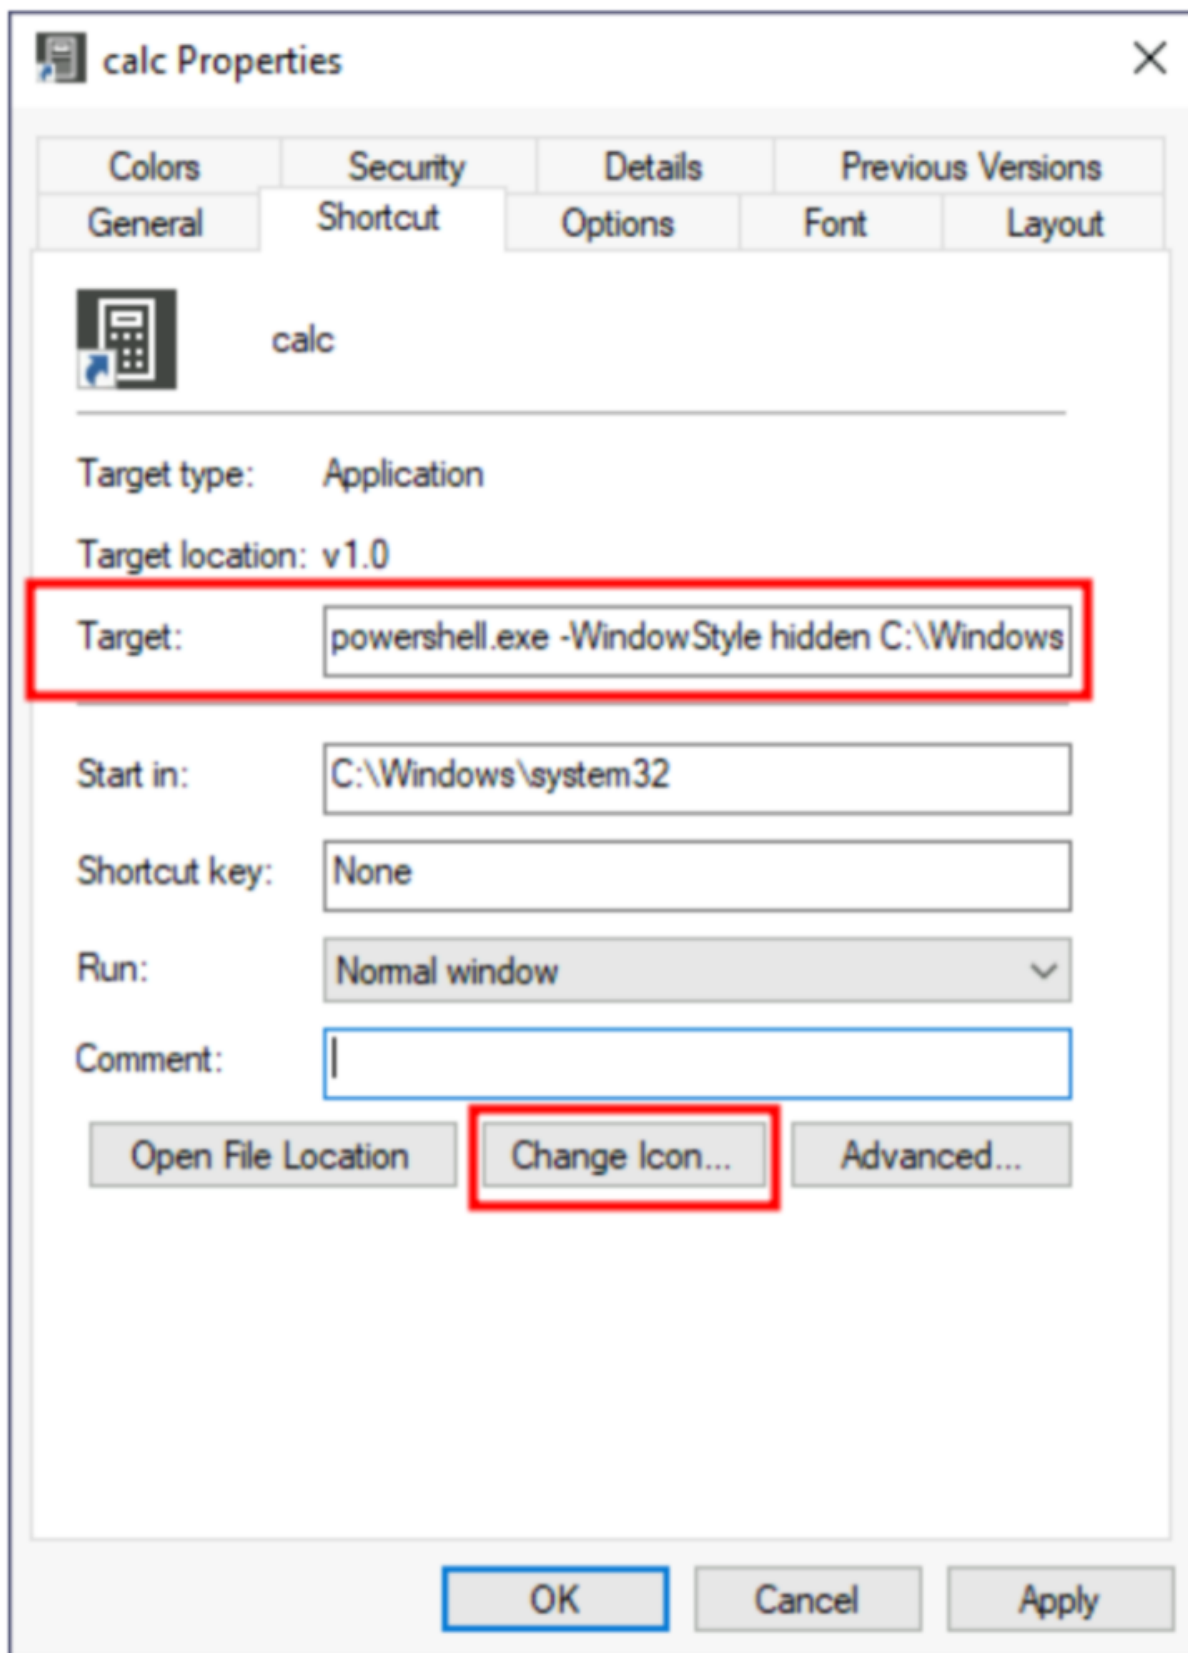 calc Properties
Colors Security Details Previous Versions
General Shortcut Options Font Layout
calc
Target type: Application
Target location: v1.0
Target: powershell.exe -WindowStyle hidden C:\Windows
Start in: C:\Windows\system32
Shortcut key: None
Run: Normal window
Comment:
Open File Location Change Icon... Advanced...
OK Cancel Apply